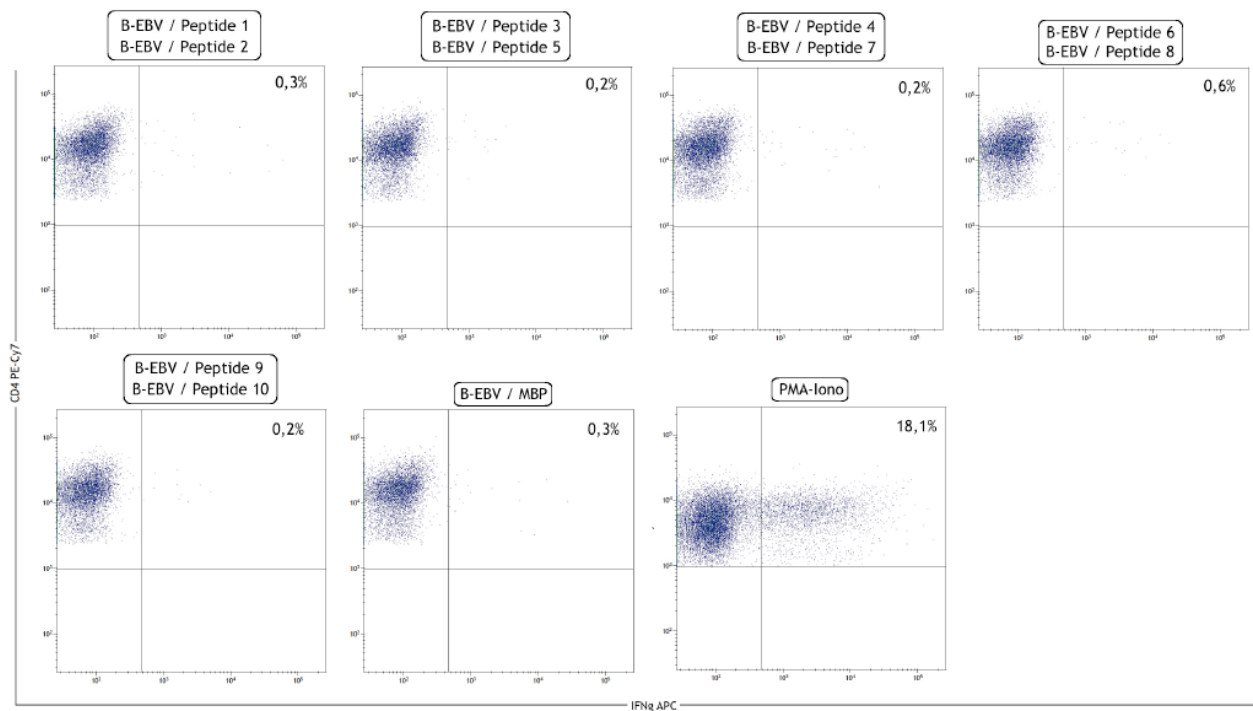 B-EBV / Peptide 1
B-EBV / Peptide 2
0,3%
B-EBV / Peptide 3
B-EBV / Peptide 5
0,2%
B-EBV / Peptide 4
B-EBV / Peptide 7
0,2%
B-EBV / Peptide 6
B-EBV / Peptide 8
0,6%
B-EBV / Peptide 9
B-EBV / Peptide 10
0,2%
B-EBV / MBP
0,3%
PMA-Iono
18,1%
CD4 PE-Cy7
IFNg APC